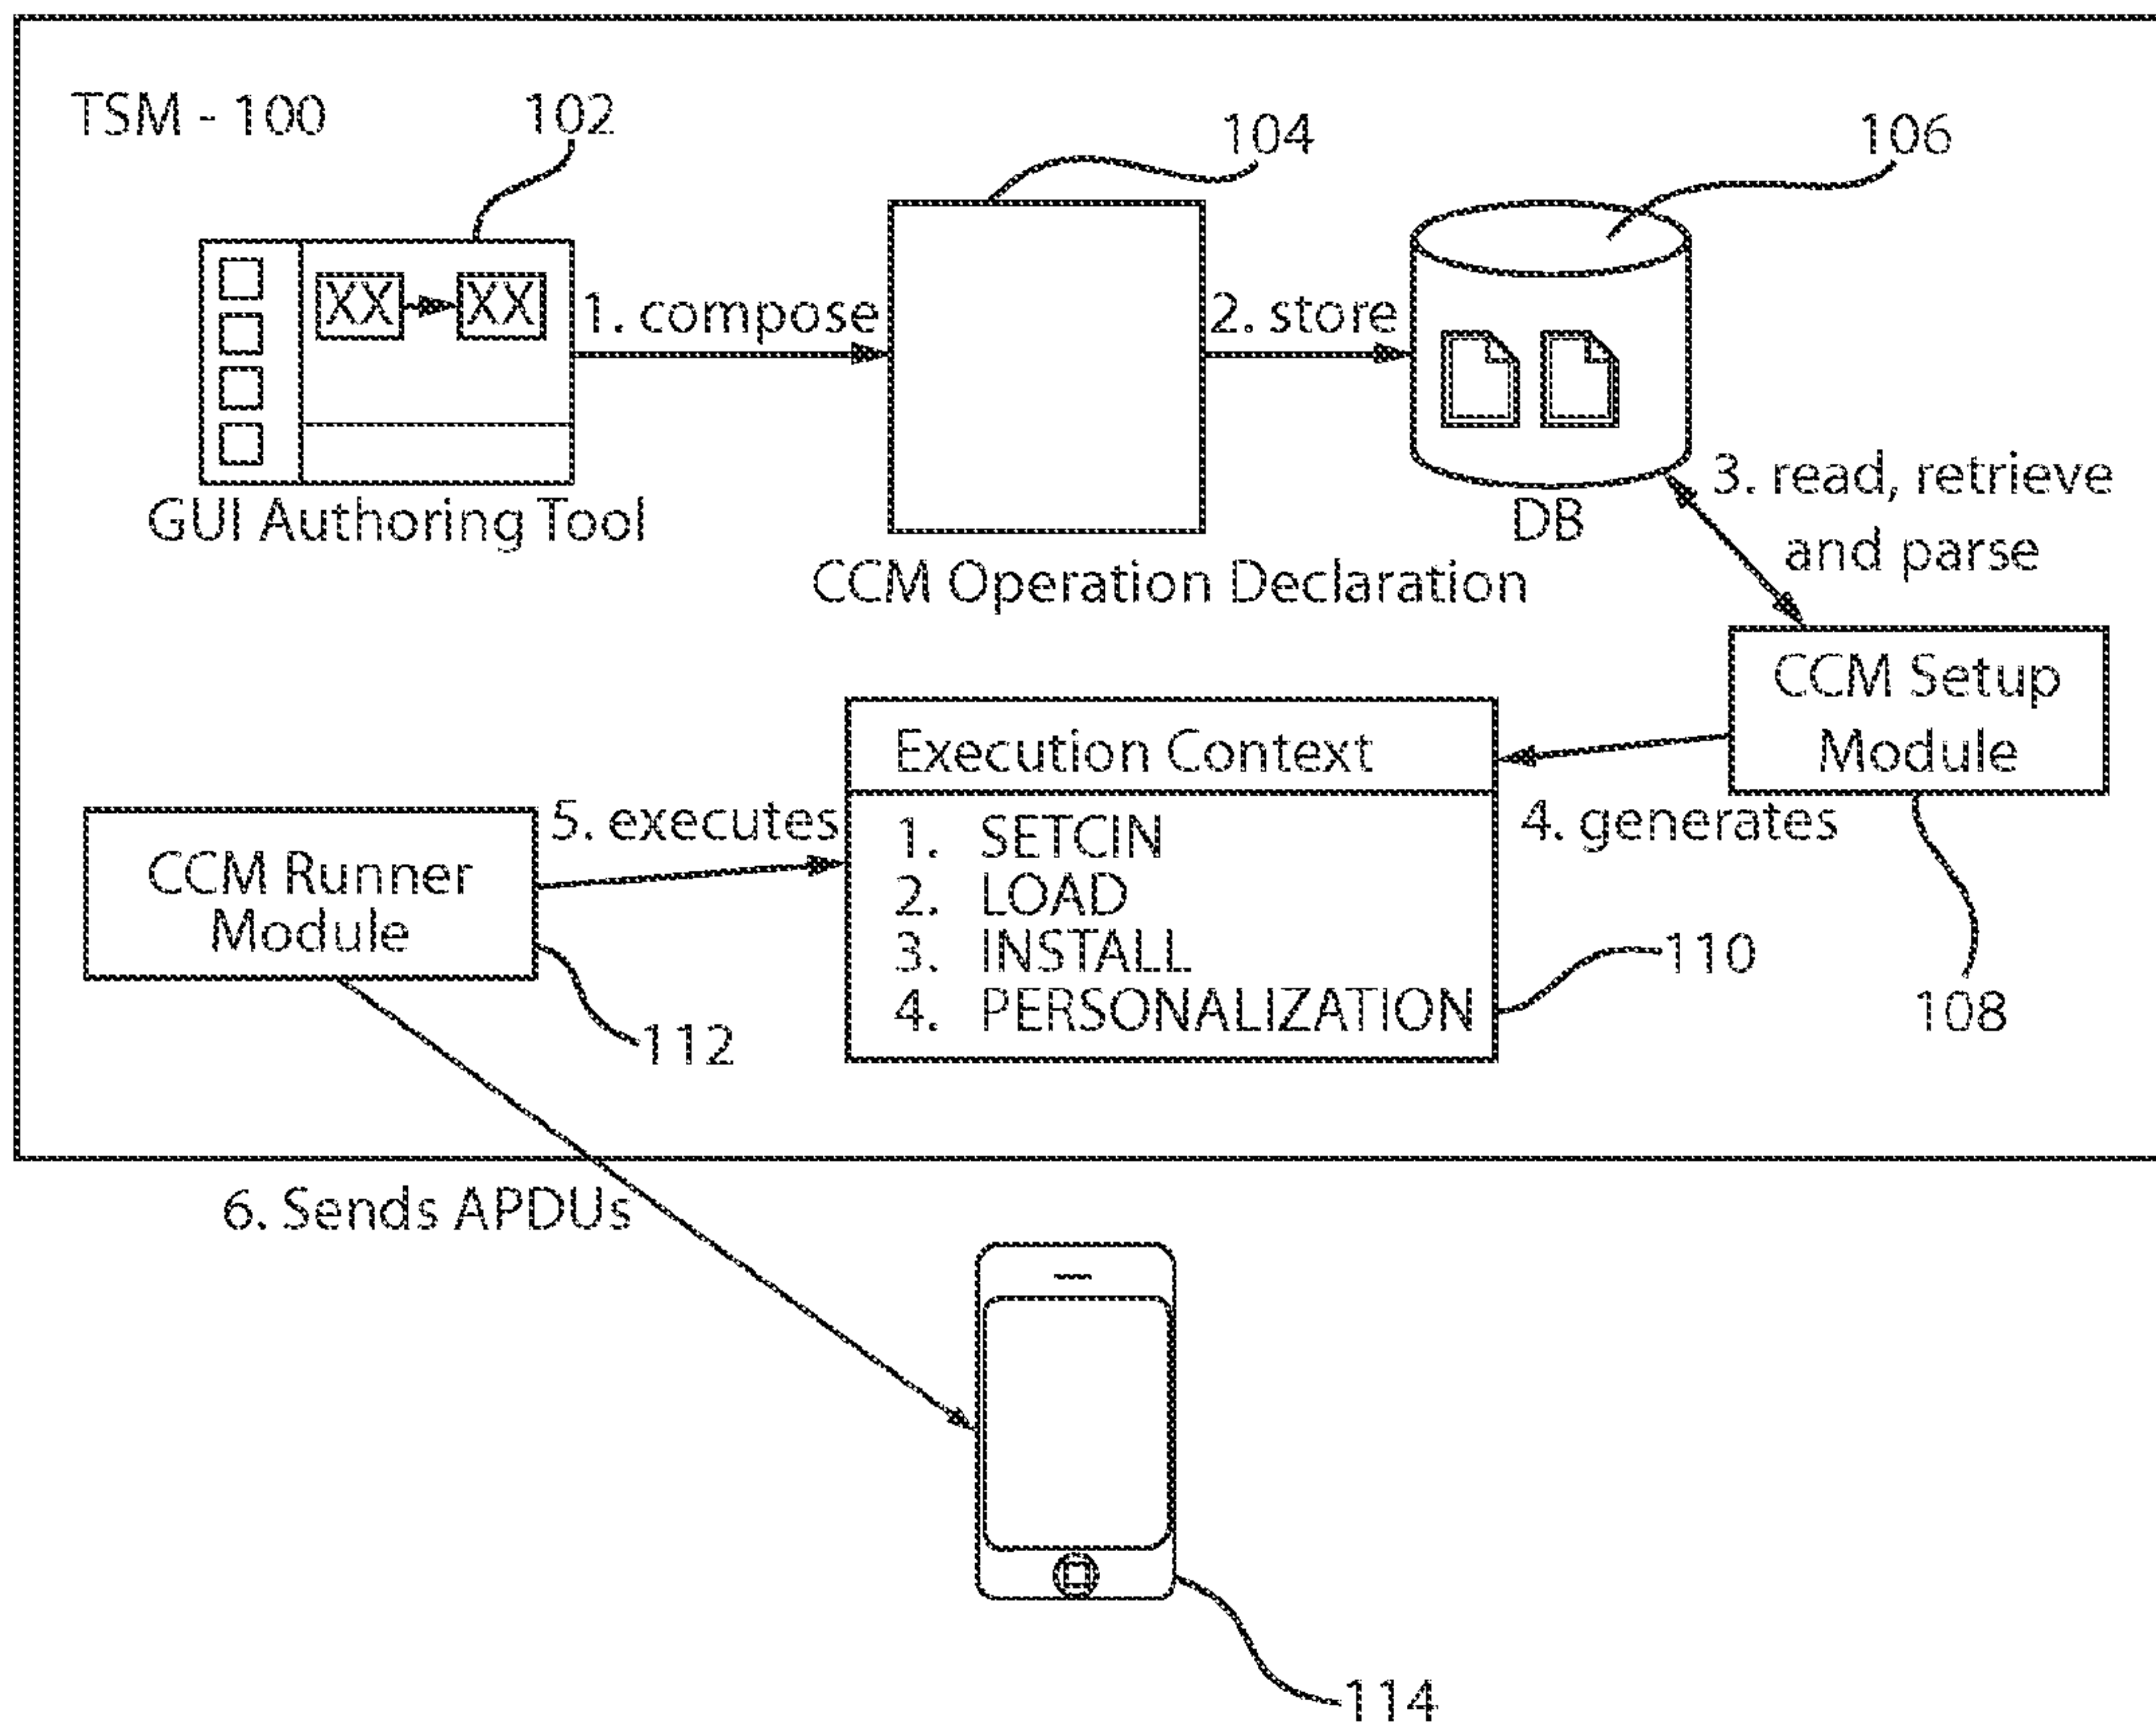 TSM - 100
102
104
106
XX
XX
1. compose
2. store
GUI Authoring Tool
CCM Operation Declaration
DB
3. read, retrieve
and parse
CCM Setup
Module
108
4. generates
Execution Context
1. SETCIN
2. LOAD
3. INSTALL
4. PERSONALIZATION
110
5. executes
CCM Runner
Module
112
6. Sends APDUs
114